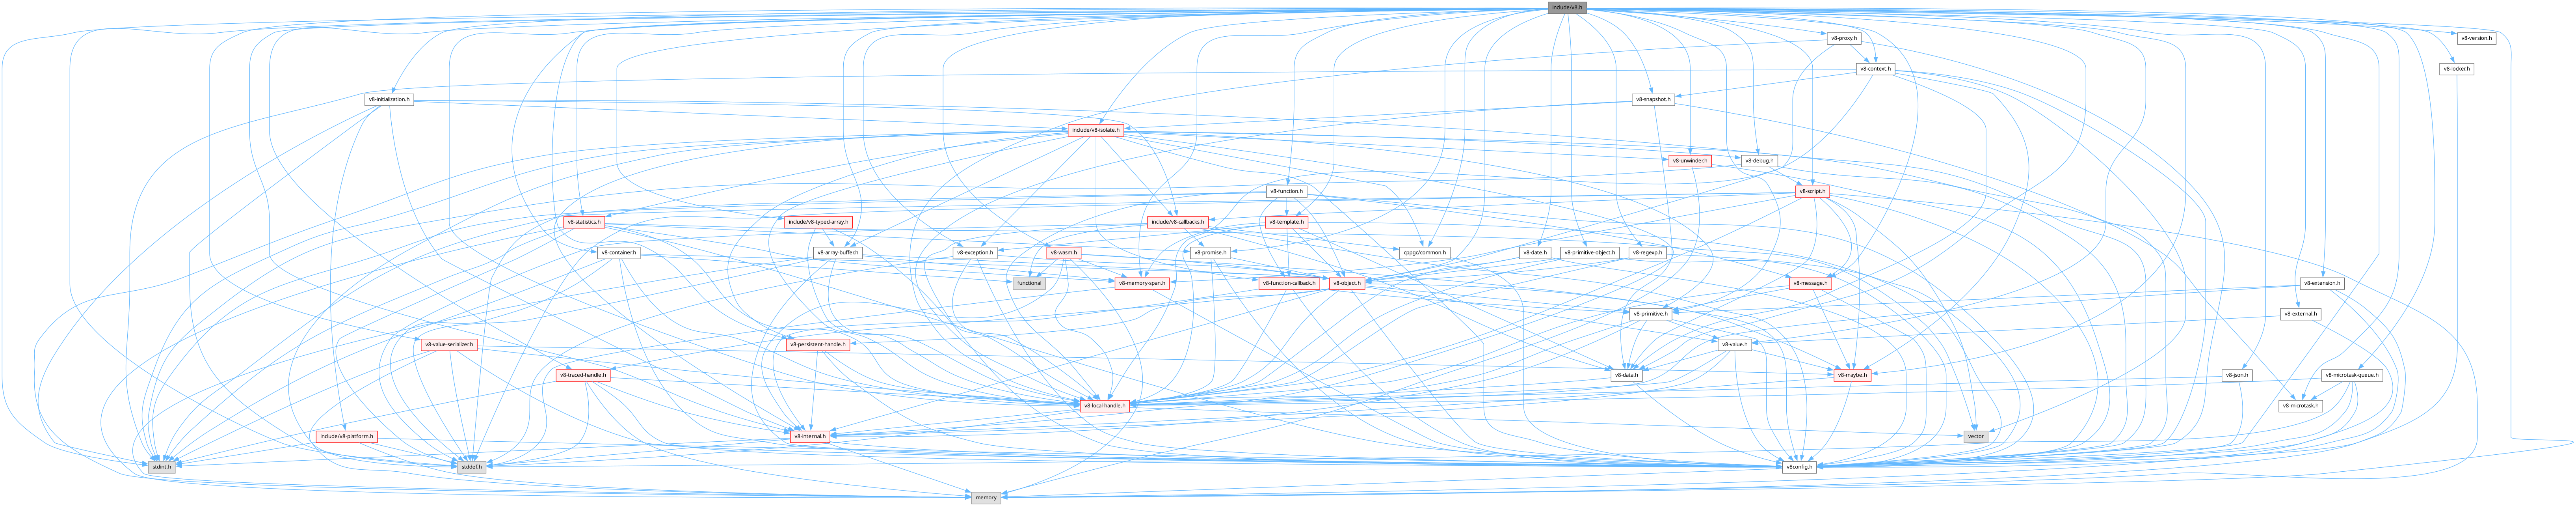 include/v8.h
v8-proxy.h
v8-version.h
v8-context.h
v8-locker.h
v8-initialization.h
v8-snapshot.h
include/v8-isolate.h
v8-unwinder.h
v8-debug.h
v8-function.h
v8-script.h
v8-statistics.h
include/v8-typed-array.h
include/v8-callbacks.h
v8-template.h
v8-container.h
v8-array-buffer.h
v8-exception.h
v8-wasm.h
v8-promise.h
cppgc/common.h
v8-date.h
v8-primitive-object.h
v8-regexp.h
functional
v8-memory-span.h
v8-function-callback.h
v8-object.h
v8-message.h
v8-extension.h
v8-primitive.h
v8-external.h
v8-value-serializer.h
v8-persistent-handle.h
v8-value.h
v8-traced-handle.h
v8-data.h
v8-maybe.h
v8-json.h
v8-microtask-queue.h
v8-local-handle.h
v8-microtask.h
include/v8-platform.h
v8-internal.h
vector
stdint.h
stddef.h
v8config.h
memory